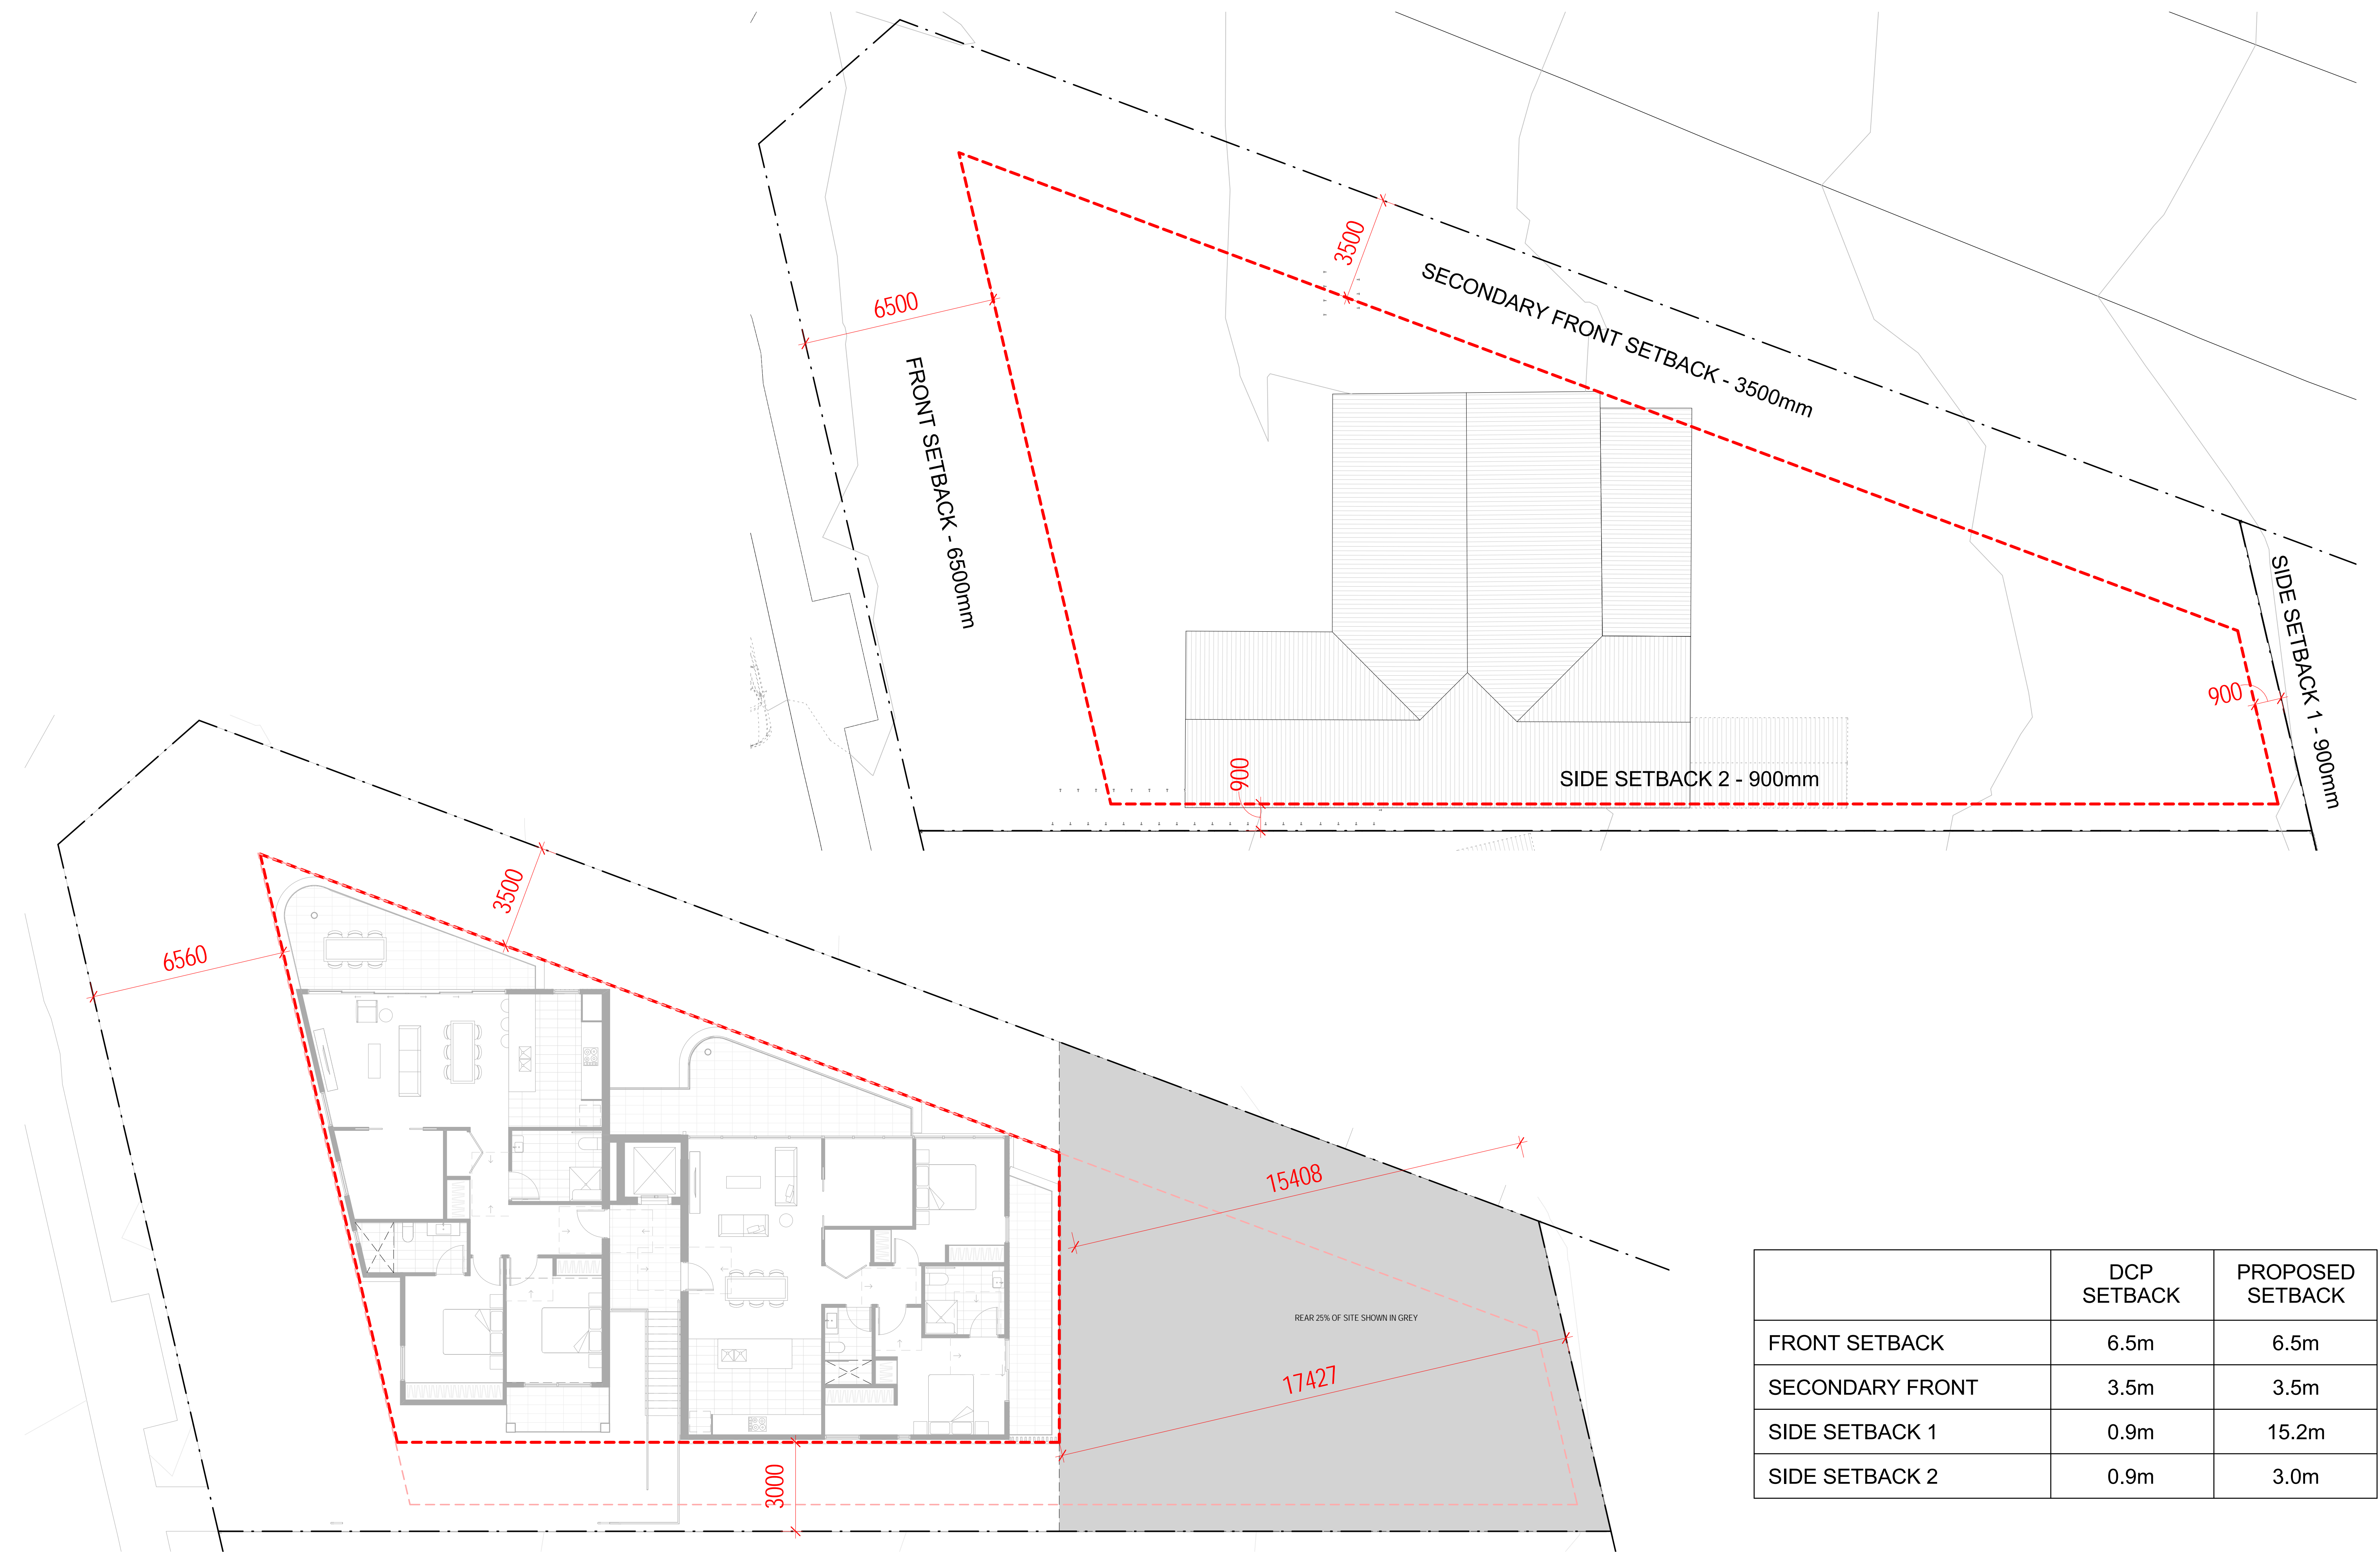 3500
SECONDARY FRONT SETBACK - 3500mm
6500
FRONT SETBACK - 6500mm
SIDE SETBACK 1 - 900mm
900
900
SIDE SETBACK 2 - 900mm
3500
6560
15408
REAR 25% OF SITE SHOWN IN GREY
17427
3000
DCP SETBACK
PROPOSED SETBACK
FRONT SETBACK 6.5m 6.5m
SECONDARY FRONT 3.5m 3.5m
SIDE SETBACK 1 0.9m 15.2m
SIDE SETBACK 2 0.9m 3.0m